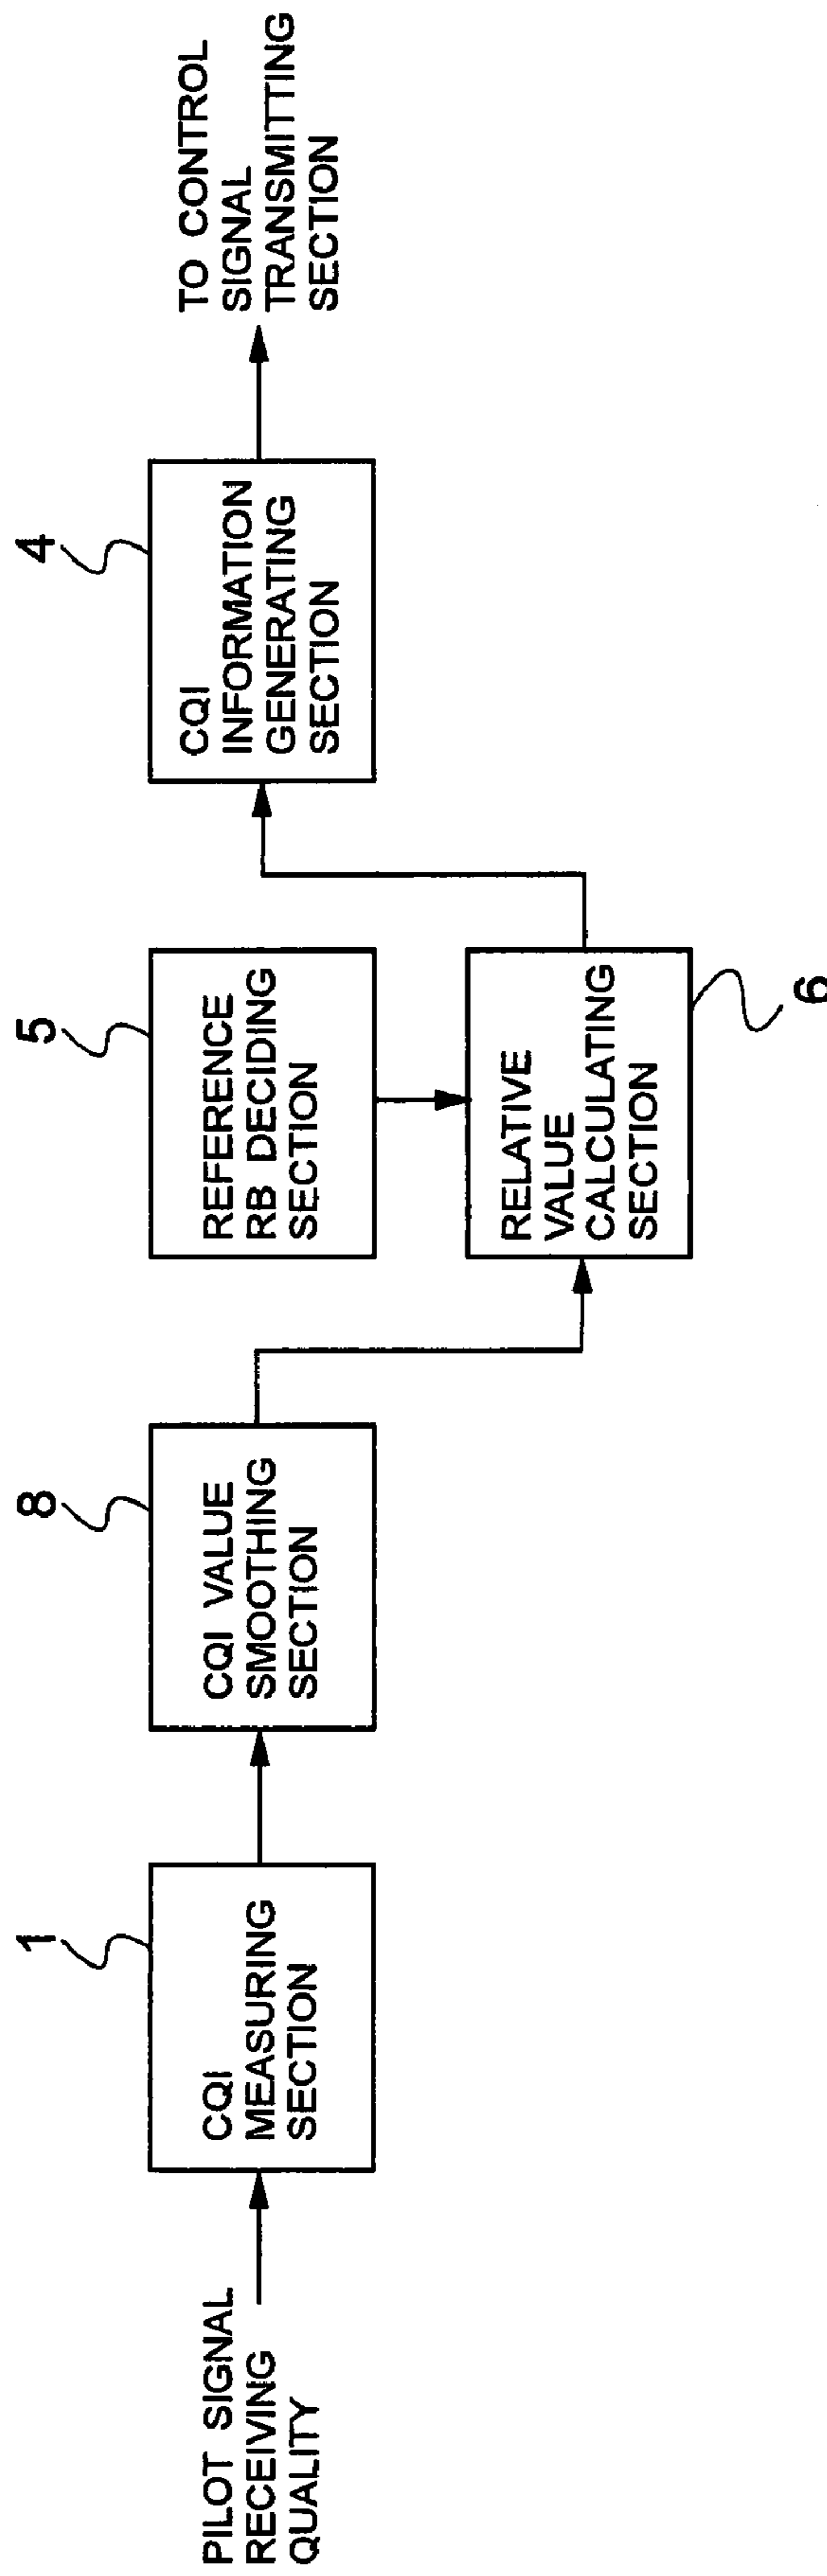 PILOT SIGNAL
RECEIVING
QUALITY
1
CQI
MEASURING
SECTION
8
CQI VALUE
SMOOTHING
SECTION
5
REFERENCE
RB DECIDING
SECTION
6
RELATIVE
VALUE
CALCULATING
SECTION
4
CQI
INFORMATION
GENERATING
SECTION
TO CONTROL
SIGNAL
TRANSMITTING
SECTION